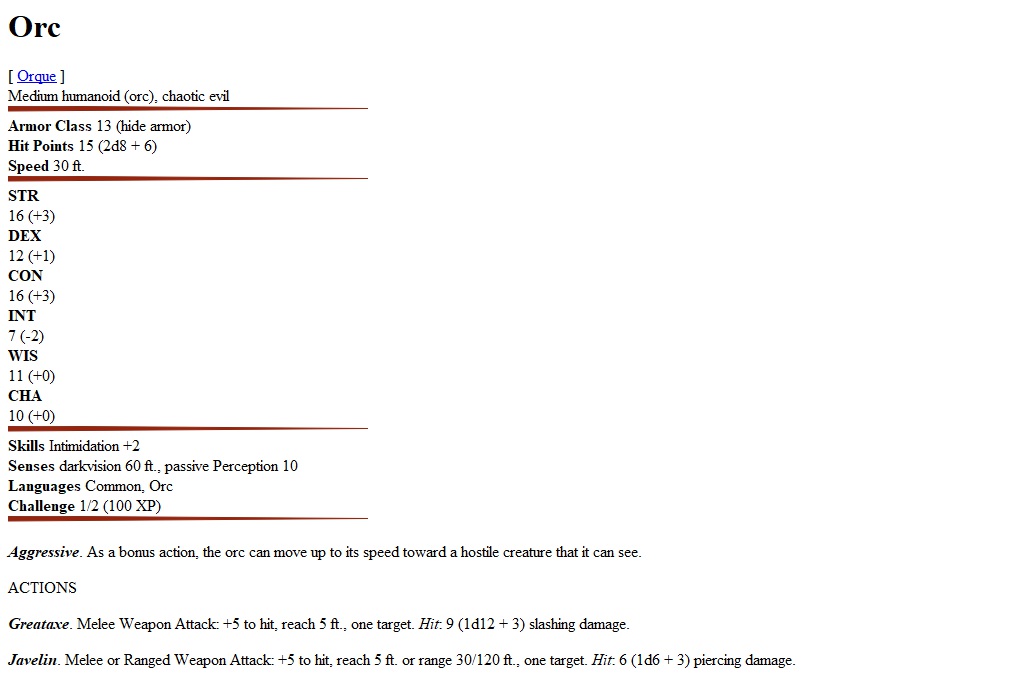 Orc
[ Orque ]
Medium humanoid (orc), chaotic evil
Armor Class 13 (hide armor)
Hit Points 15 (2d8 + 6)
Speed 30 ft.
STR
16 (+3)
DEX
12 (+1)
CON
16 (+3)
INT
7 (-2)
WIS
11 (+0)
CHA
10 (+0)
Skills Intimidation +2
Senses darkvision 60 ft., passive Perception 10
Languages Common, Orc
Challenge 1/2 (100 XP)
Aggressive. As a bonus action, the orc can move up to its speed toward a hostile creature that it can see.
ACTIONS
Greataxe. Melee Weapon Attack: +5 to hit, reach 5 ft., one target. Hit: 9 (1d12 + 3) slashing damage.
Javelin. Melee or Ranged Weapon Attack: +5 to hit, reach 5 ft. or range 30/120 ft., one target. Hit: 6 (1d6 + 3) piercing damage.